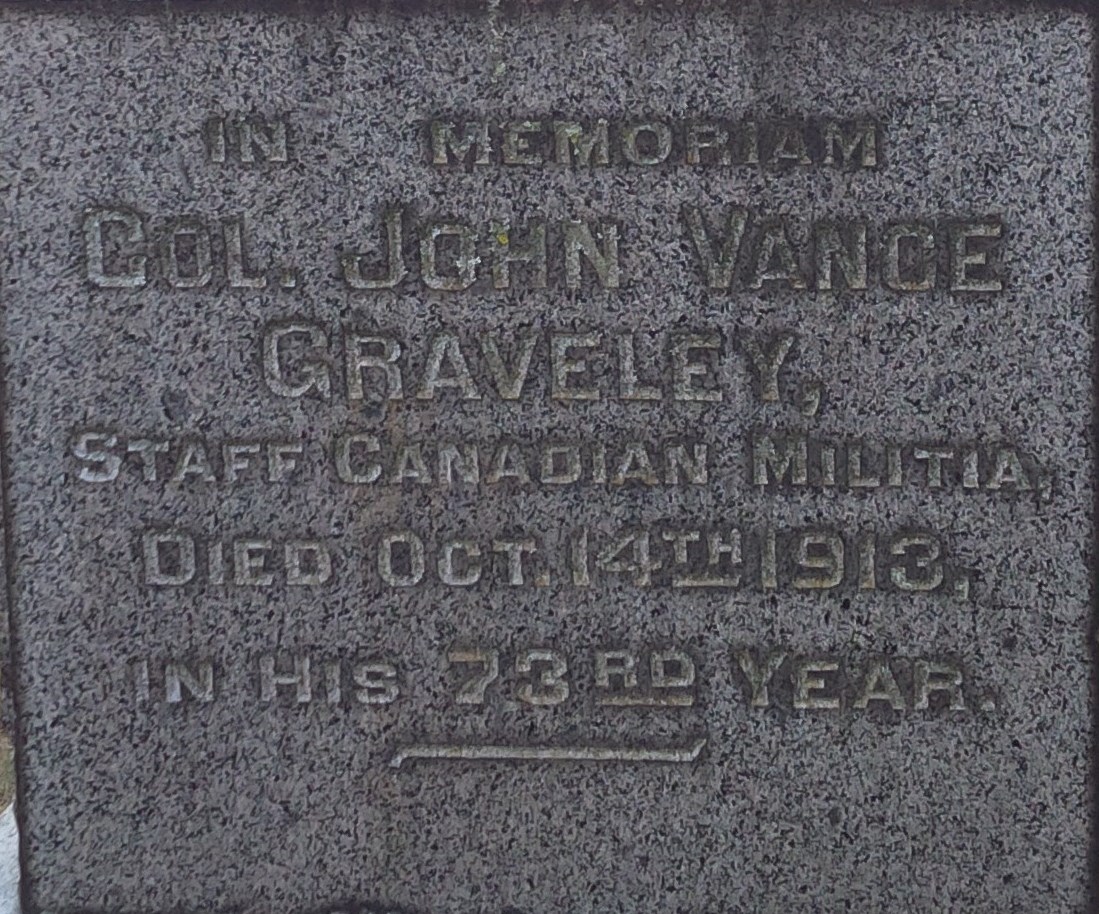 IN MEMORIAM
COL. JOHN VANCE
GRAVELEY,
STAFF CANADIAN MILITIA,
DIED OCT. 14TH 1913,
IN HIS 73RD YEAR.